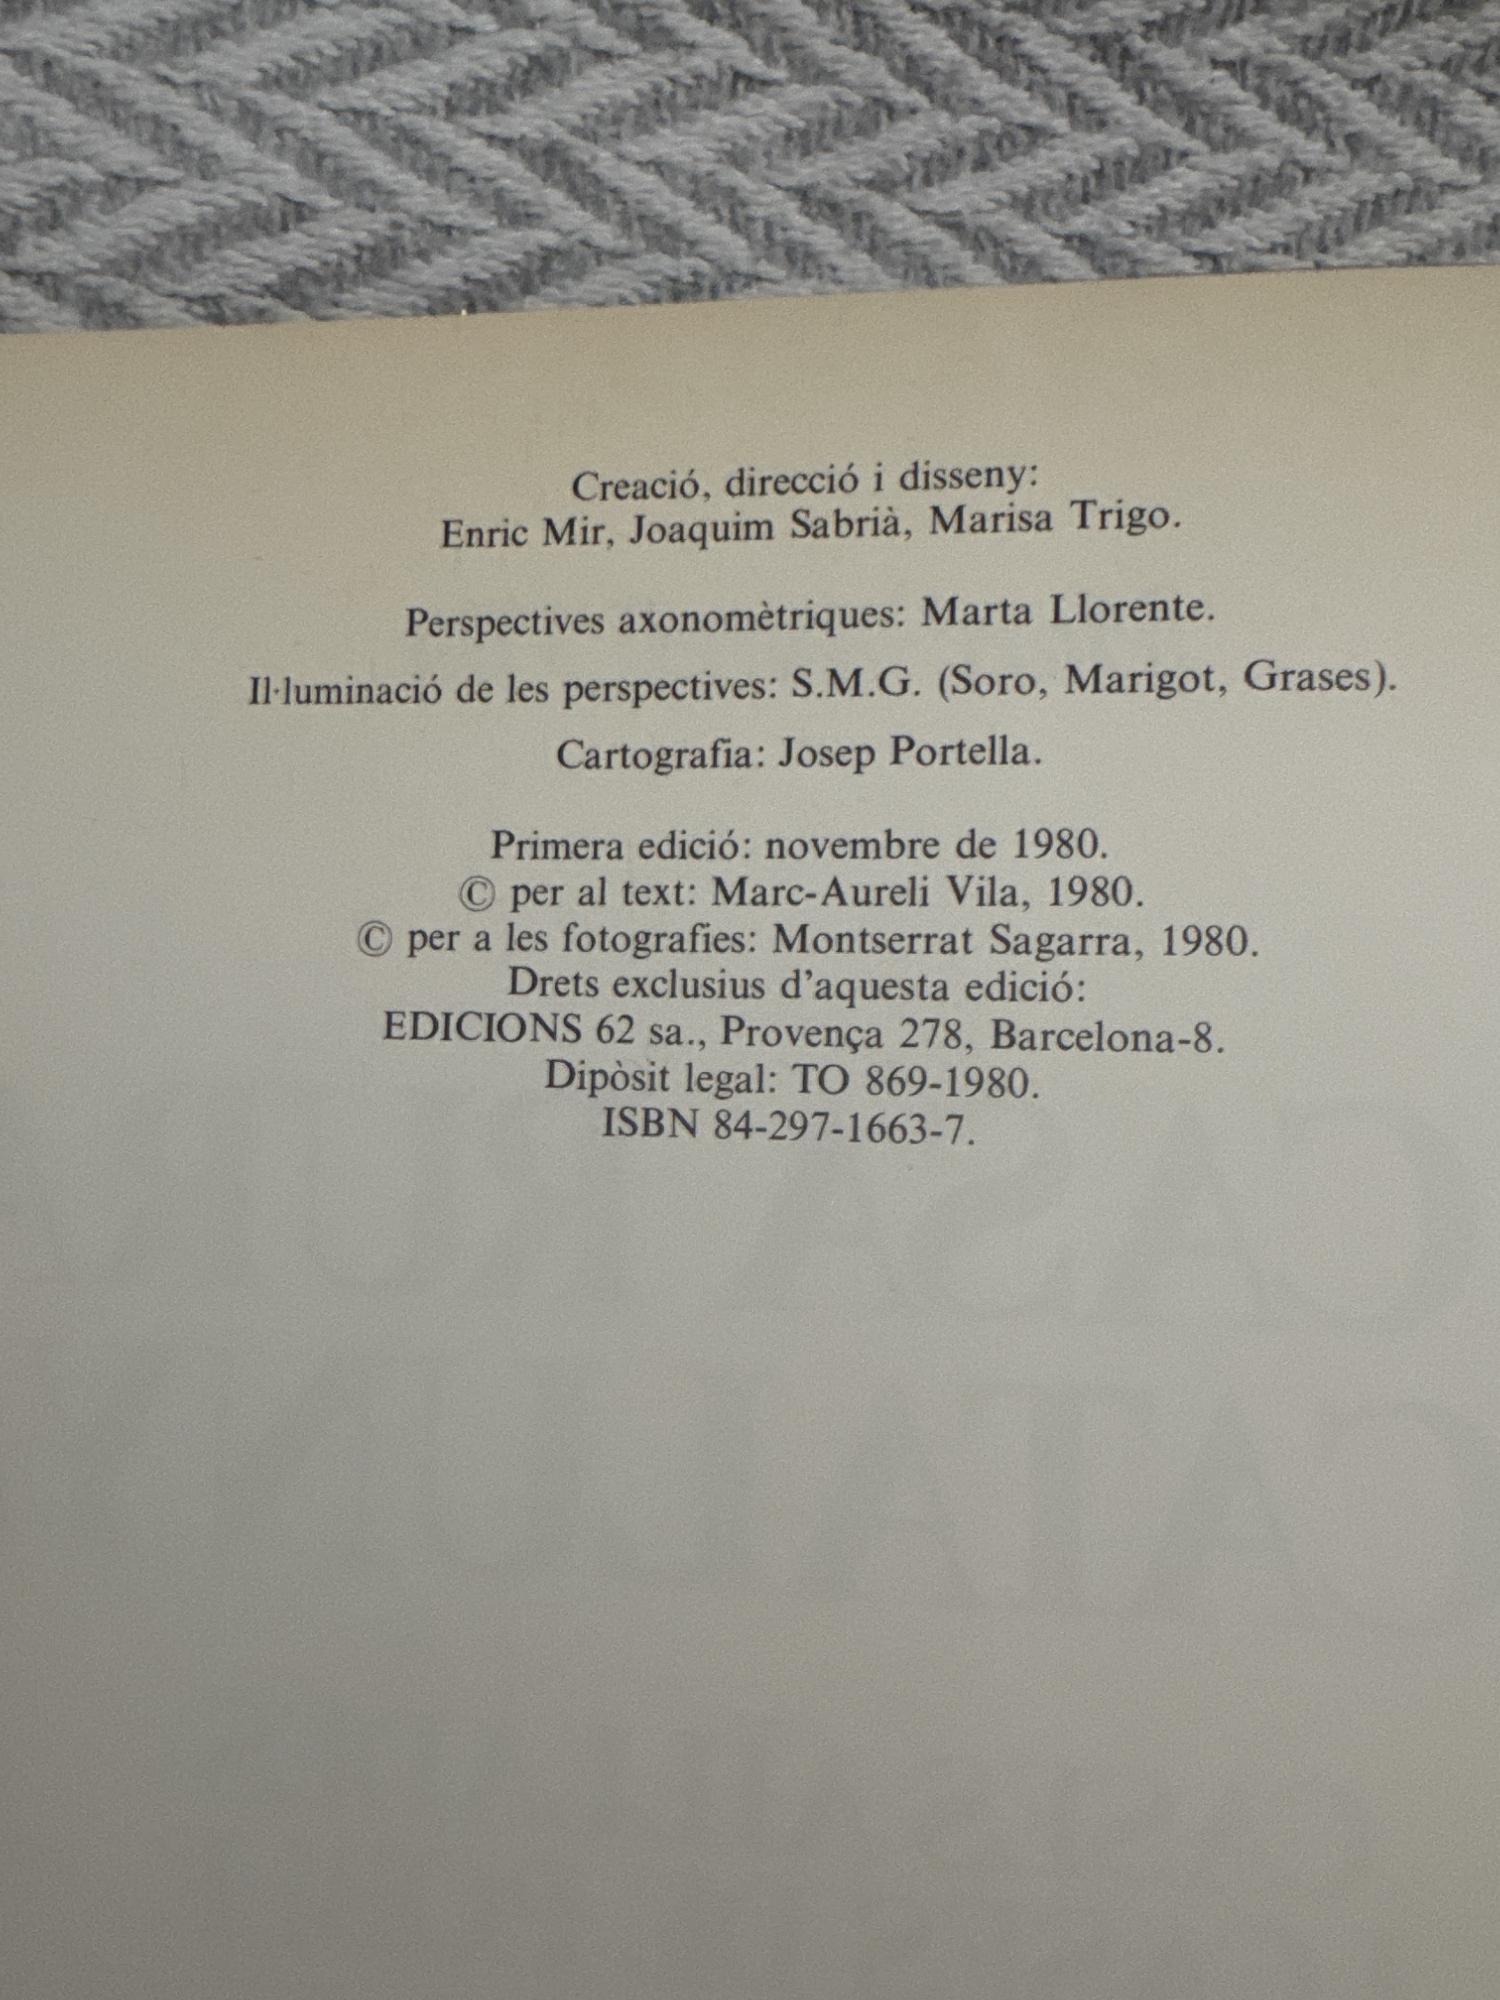 Creació, direcció i disseny:
Enric Mir, Joaquim Sabrià, Marisa Trigo.
Perspectives axonomètriques: Marta Llorente.
Il·luminació de les perspectives: S.M.G. (Soro, Marigot, Grases).
Cartografia: Josep Portella.
Primera edició: novembre de 1980.
© per al text: Marc-Aureli Vila, 1980.
© per a les fotografies: Montserrat Sagarra, 1980.
Drets exclusius d'aquesta edició:
EDICIONS 62 sa., Provença 278, Barcelona-8.
Dipòsit legal: TO 869-1980.
ISBN 84-297-1663-7.